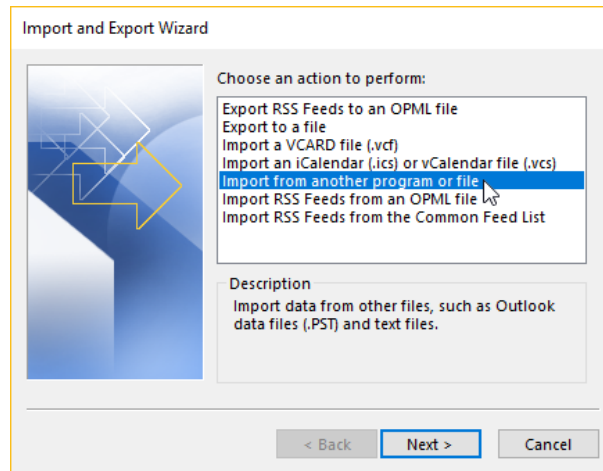 Import and Export Wizard
Choose an action to perform:
Export RSS Feeds to an OPML file
Export to a file
Import a VCARD file (.vcf)
Import an iCalendar (.ics) or vCalendar file (.vcs)
Import from another program or file
Import RSS Feeds from an OPML file
Import RSS Feeds from the Common Feed List
Description
Import data from other files, such as Outlook
data files (.PST) and text files.
< Back Next > Cancel